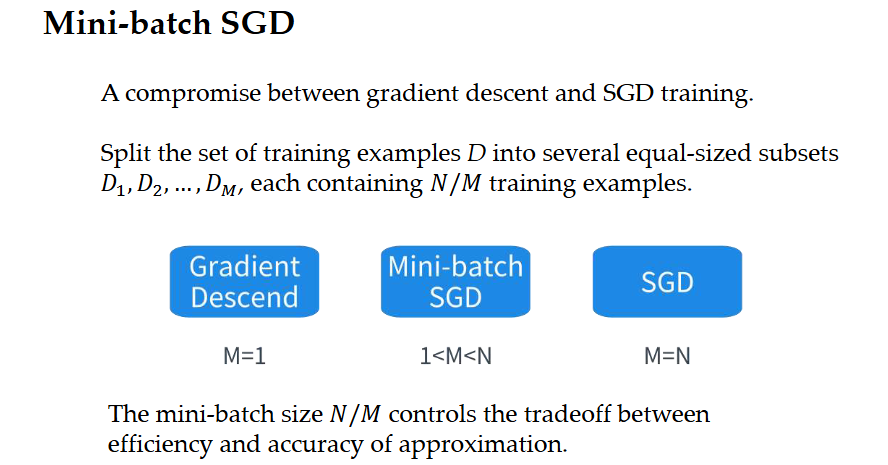 Mini-batch SGD
A compromise between gradient descent and SGD training.
Split the set of training examples D into several equal-sized subsets
D₁, D₂, ... , D_M, each containing N/M training examples.
Gradient
Descend
Mini-batch
SGD
SGD
M=1
1<M<N
M=N
The mini-batch size N/M controls the tradeoff between
efficiency and accuracy of approximation.